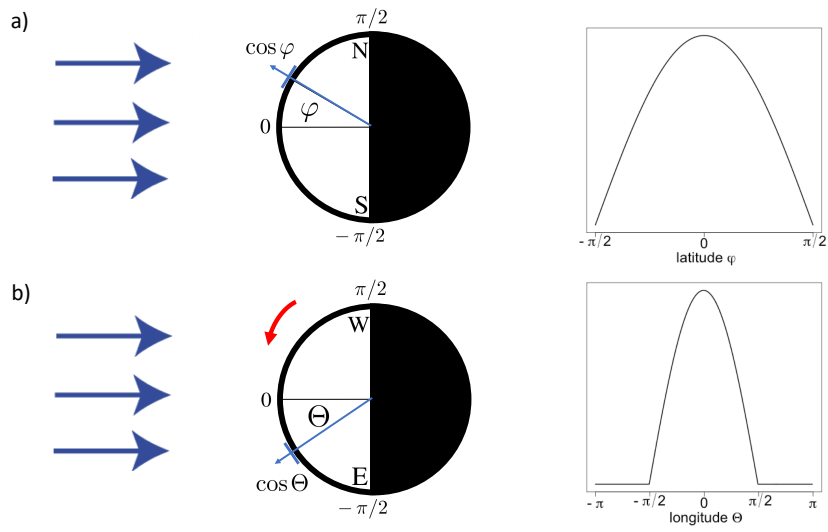 a)
π/2
N
cos φ
φ
0
S
− π/2
- π/2
0
π/2
latitude φ
b)
π/2
W
0
Θ
cos Θ
E
− π/2
- π
- π/2
0
π/2
π
longitude Θ